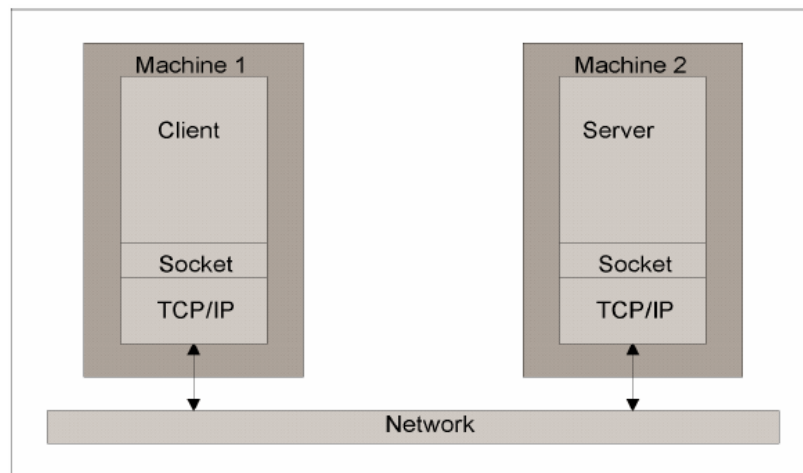 Machine 1
Client
Socket
TCP/IP
Machine 2
Server
Socket
TCP/IP
Network